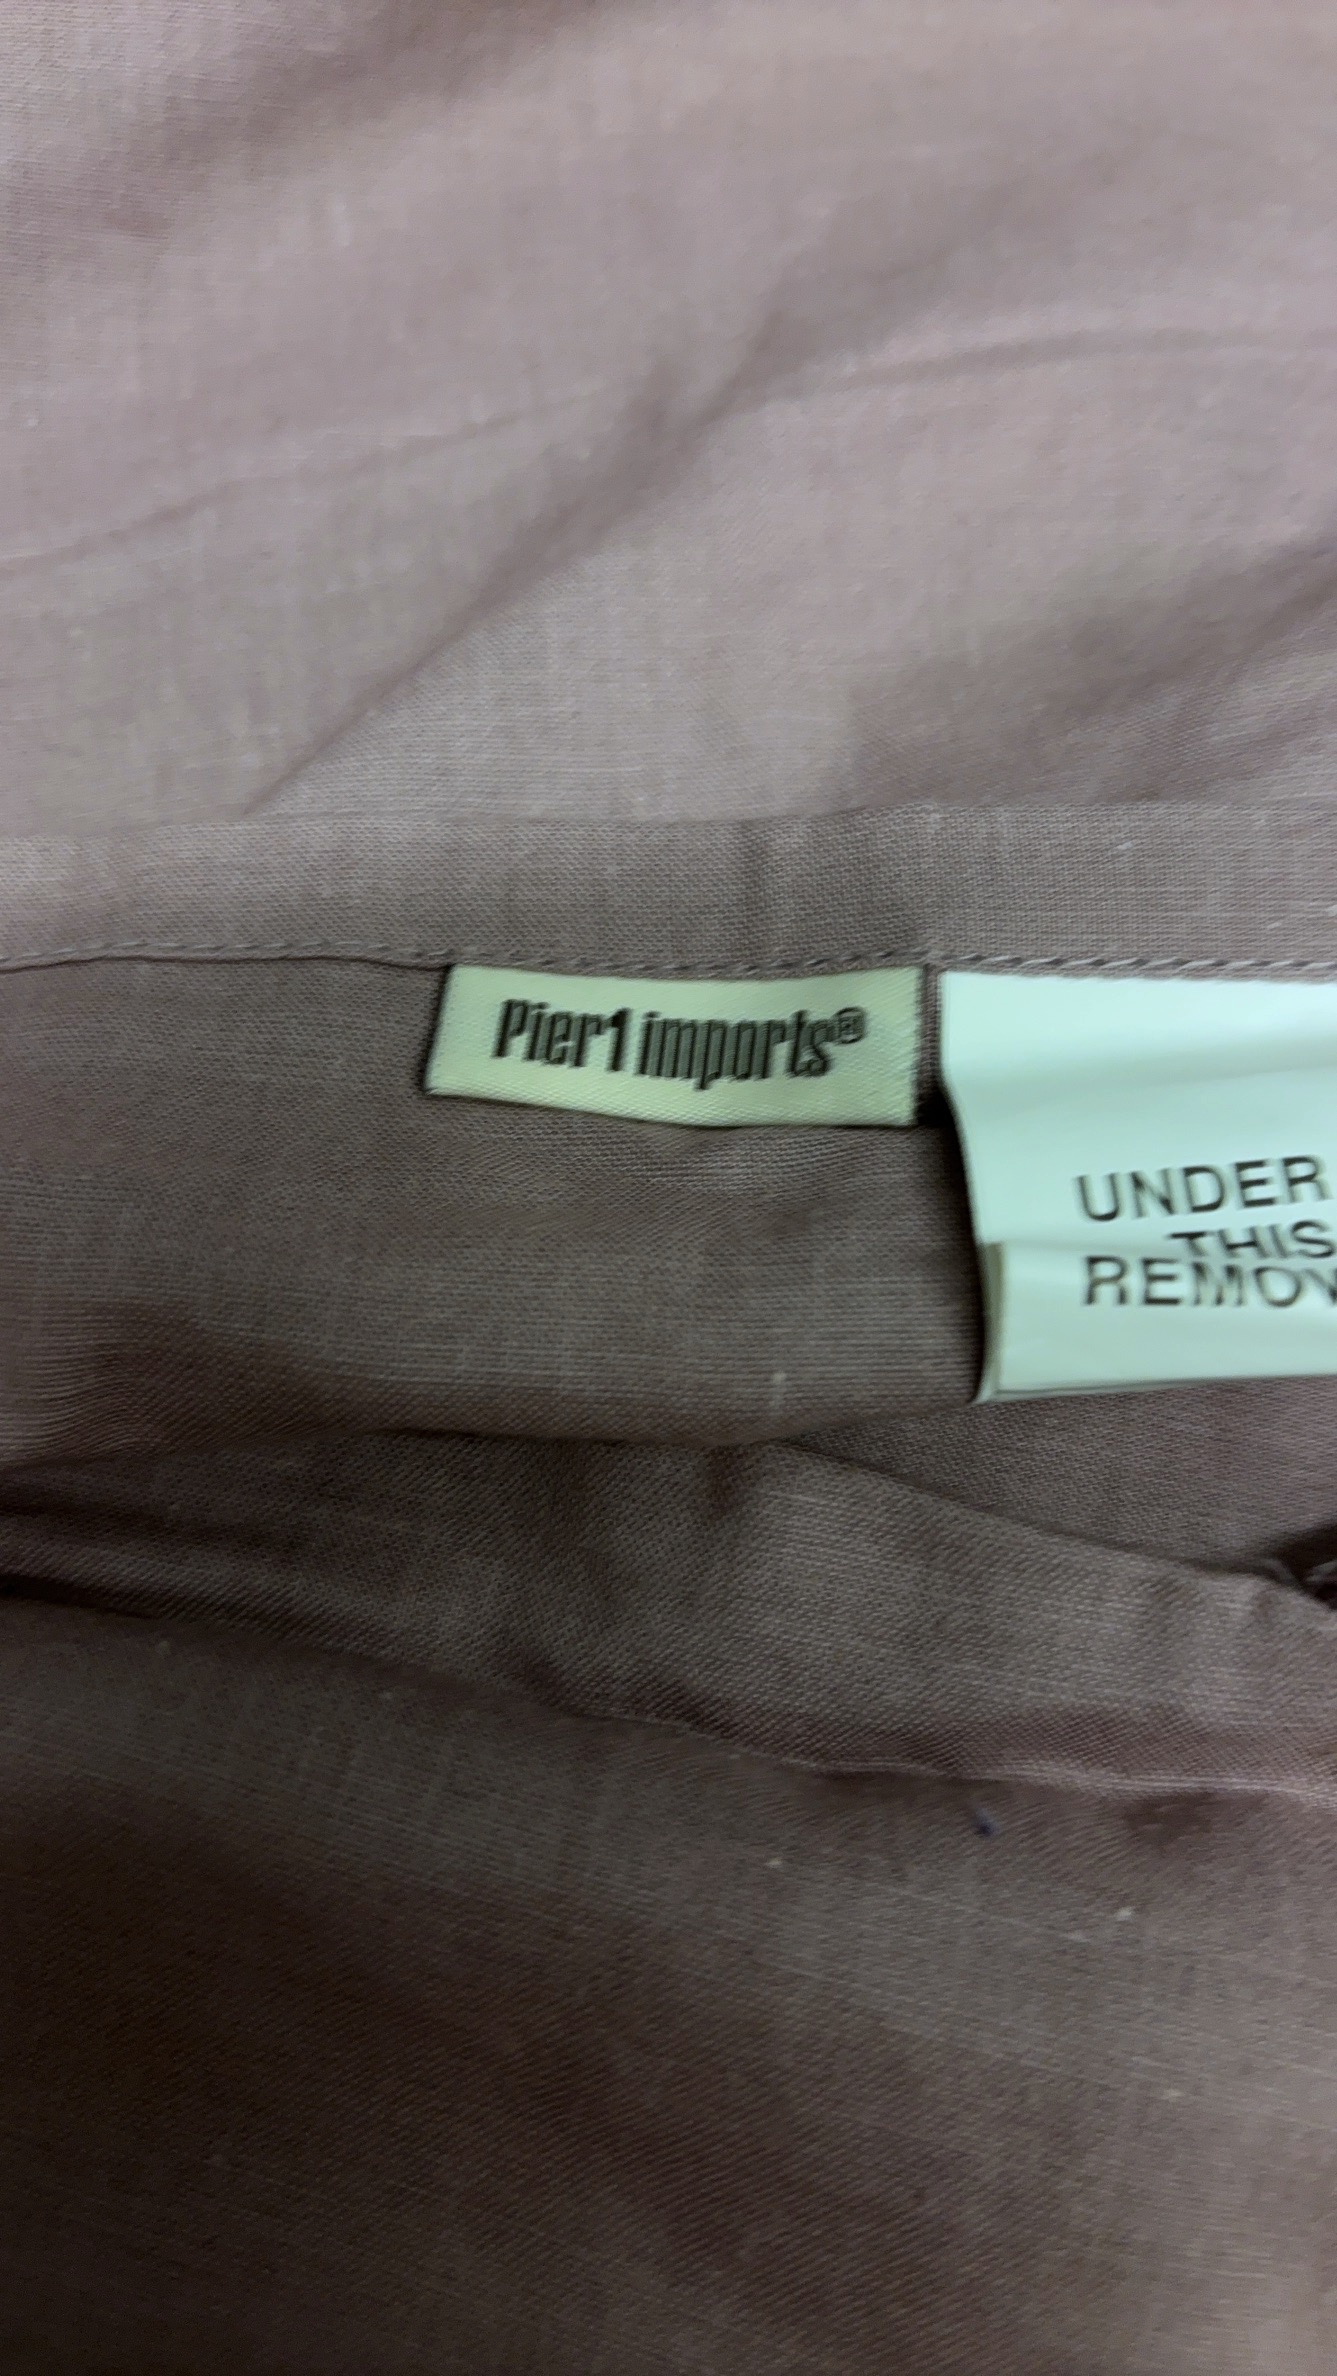 Pier1 imports®
UNDER
THIS
REMOV